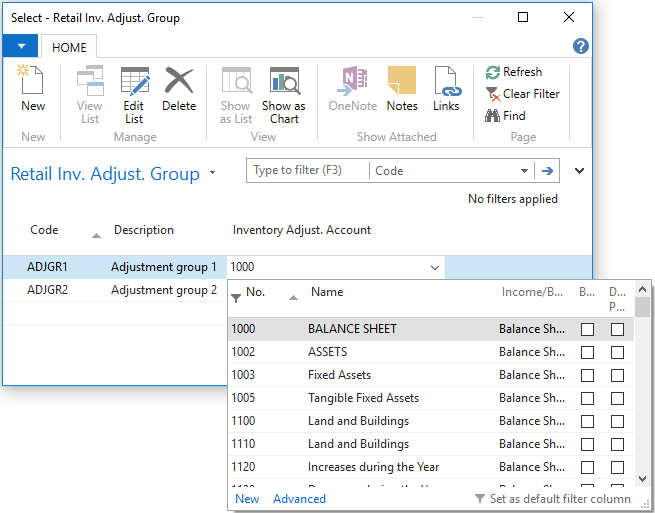 Select - Retail Inv. Adjust. Group
HOME
New
View List
Edit List
Delete
Show as List
Show as Chart
OneNote
Notes
Links
Refresh
Clear Filter
Find
New
Manage
View
Show Attached
Page
Retail Inv. Adjust. Group
Type to filter (F3)
Code
No filters applied
Code Description Inventory Adjust. Account
ADJGR1 Adjustment group 1 1000
ADJGR2 Adjustment group 2
No. Name Income/B... B... D... P...
1000 BALANCE SHEET Balance Sh...
1002 ASSETS Balance Sh...
1003 Fixed Assets Balance Sh...
1005 Tangible Fixed Assets Balance Sh...
1100 Land and Buildings Balance Sh...
1110 Land and Buildings Balance Sh...
1120 Increases during the Year Balance Sh...
New Advanced Set as default filter column